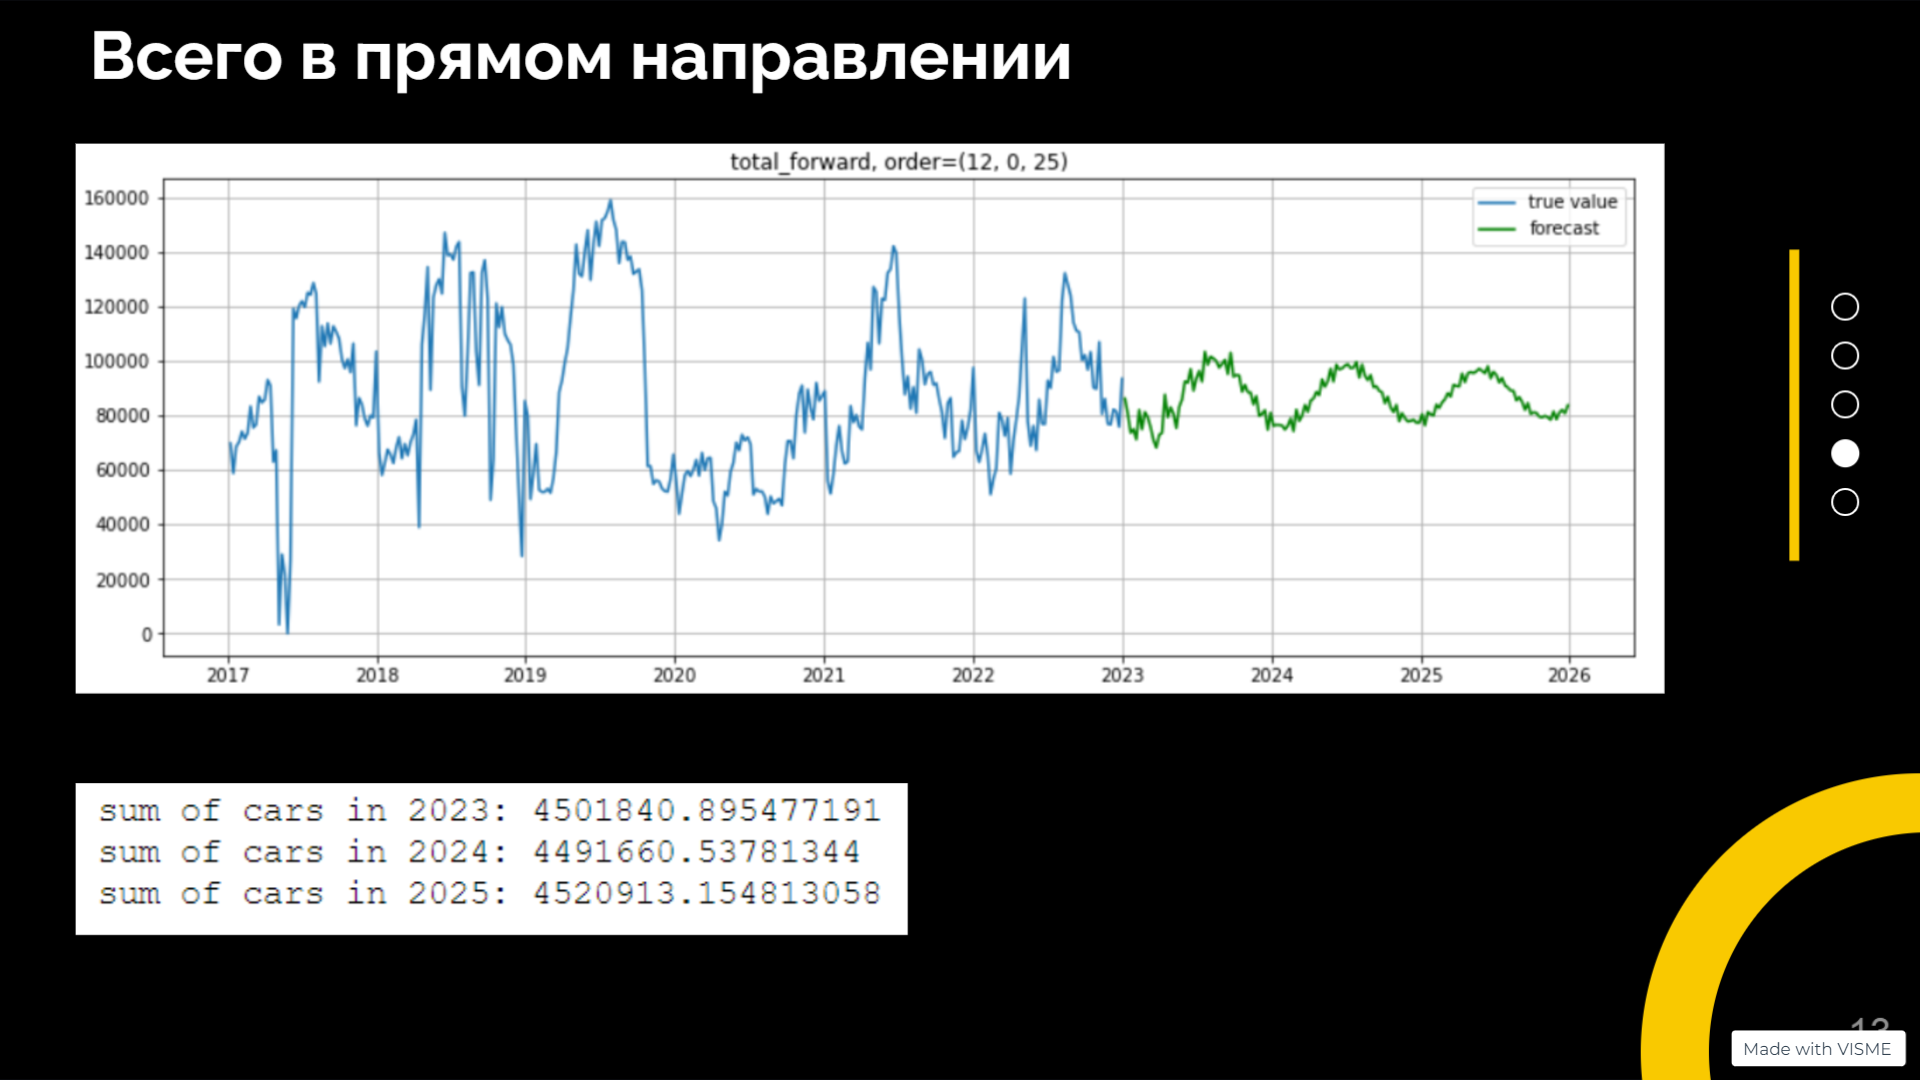 Всего в прямом направлении
total_forward, order=(12, 0, 25)
160000
140000
120000
100000
80000
60000
40000
20000
0
true value
forecast
2017 2018 2019 2020 2021 2022 2023 2024 2025 2026
sum of cars in 2023: 4501840.895477191
sum of cars in 2024: 4491660.53781344
sum of cars in 2025: 4520913.154813058
Made with VISME